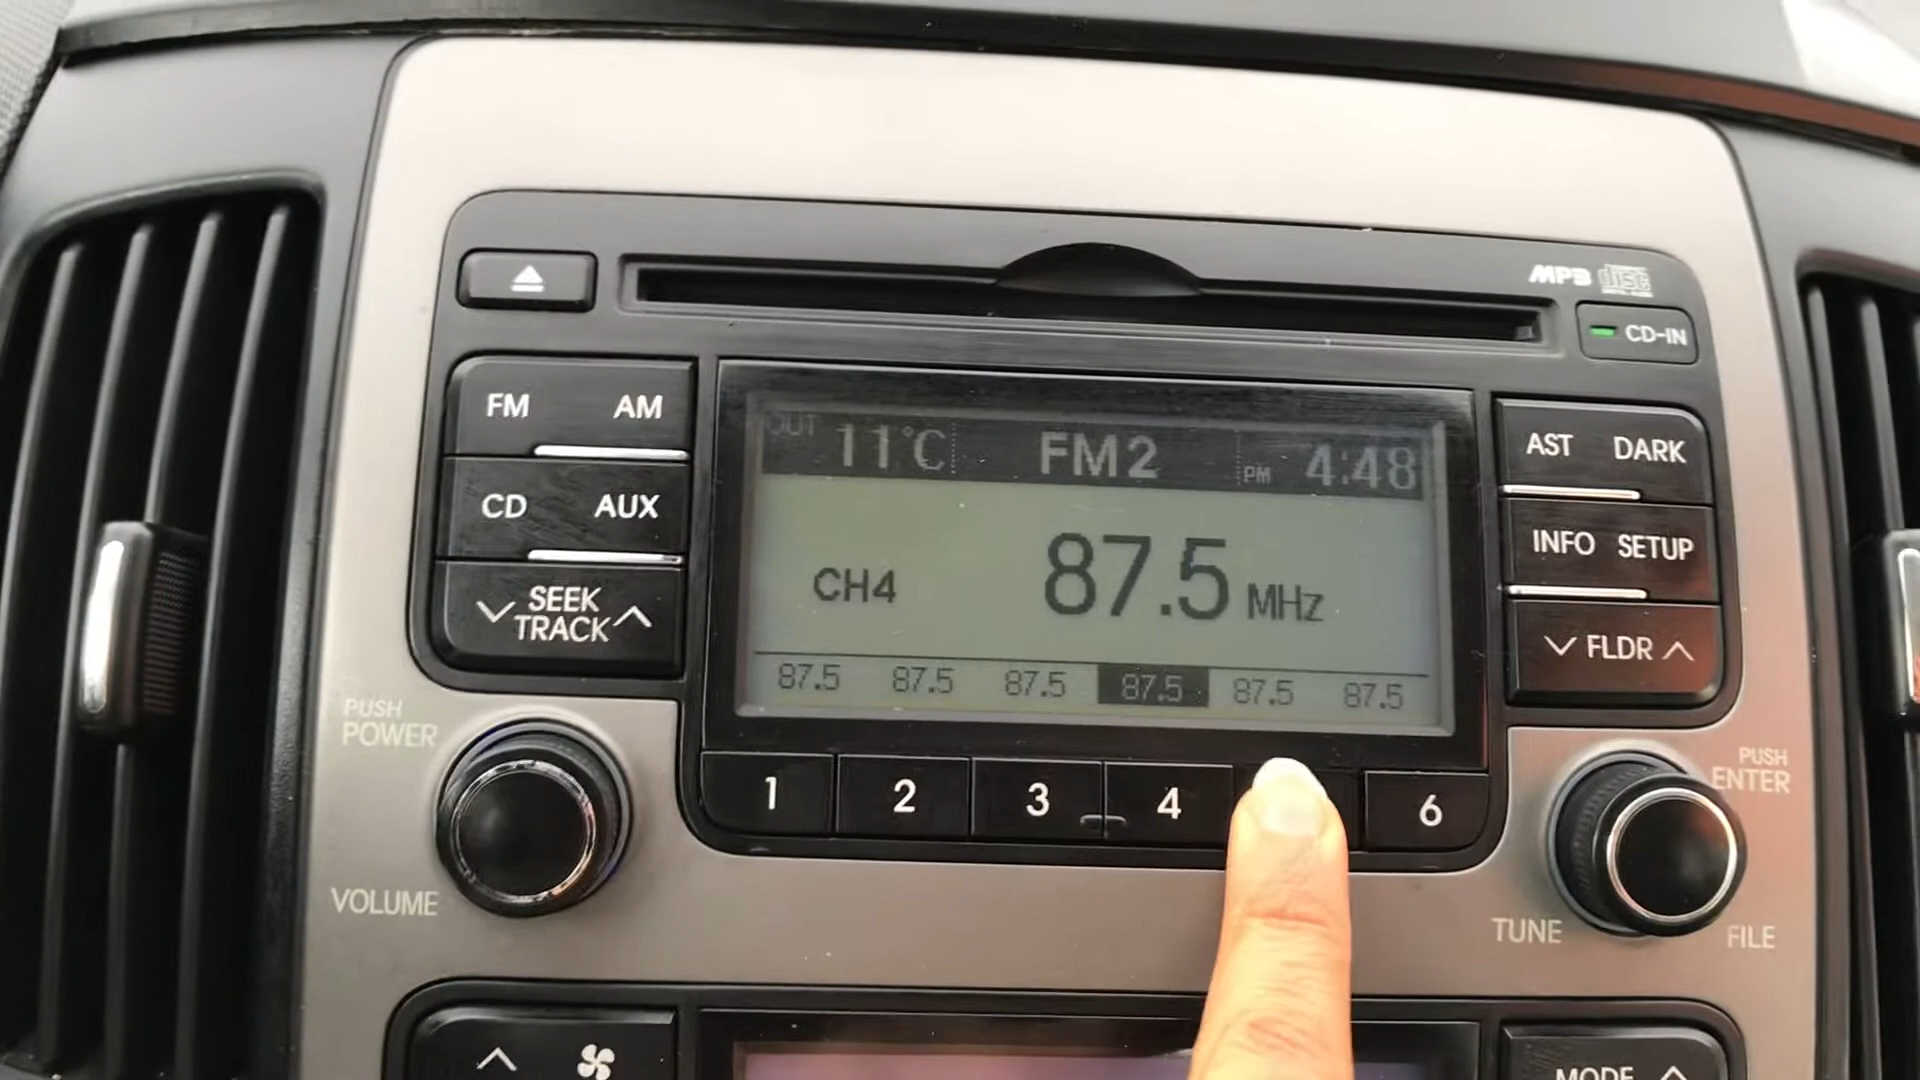 MP3 disc
CD-IN
FM AM
CD AUX
SEEK
TRACK
PUSH
POWER
VOLUME
OUT 11°C FM2 PM 4:48
CH4 87.5 MHz
87.5 87.5 87.5 87.5 87.5 87.5
1 2 3 4 6
AST DARK
INFO SETUP
FLDR
PUSH
ENTER
TUNE FILE
MODE